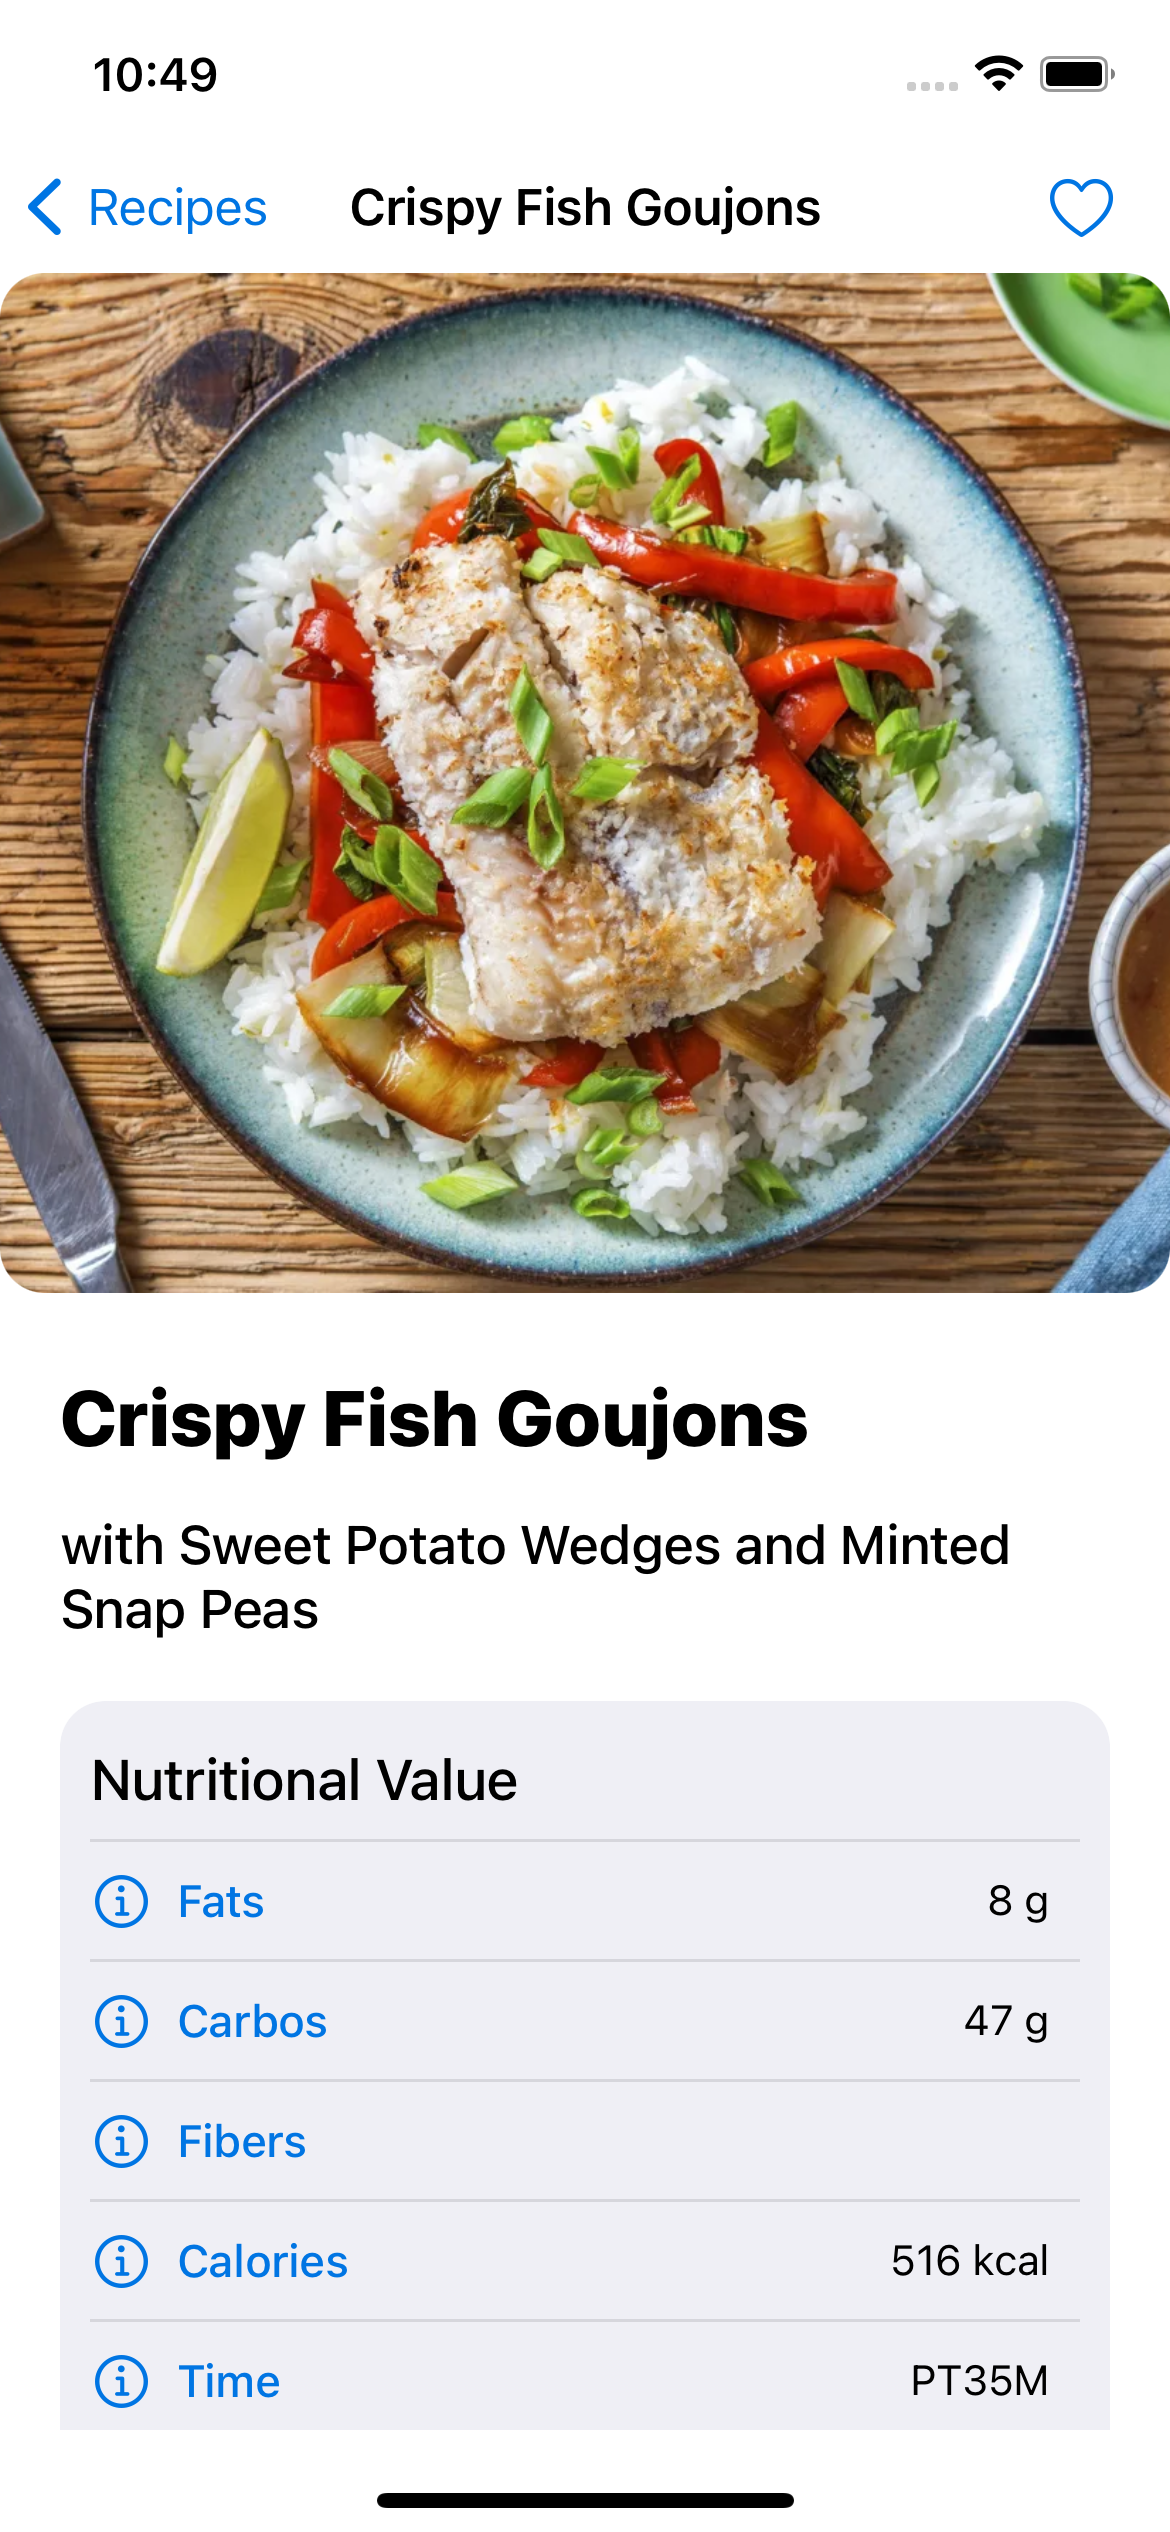 10:49
Recipes
Crispy Fish Goujons
Crispy Fish Goujons
with Sweet Potato Wedges and Minted
Snap Peas
Nutritional Value
Fats 8 g
Carbos 47 g
Fibers
Calories 516 kcal
Time PT35M